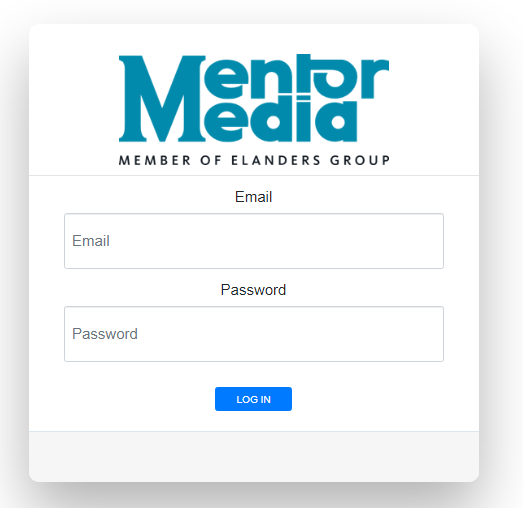 Mentor
Media
MEMBER OF ELANDERS GROUP
Email
Email
Password
Password
LOG IN